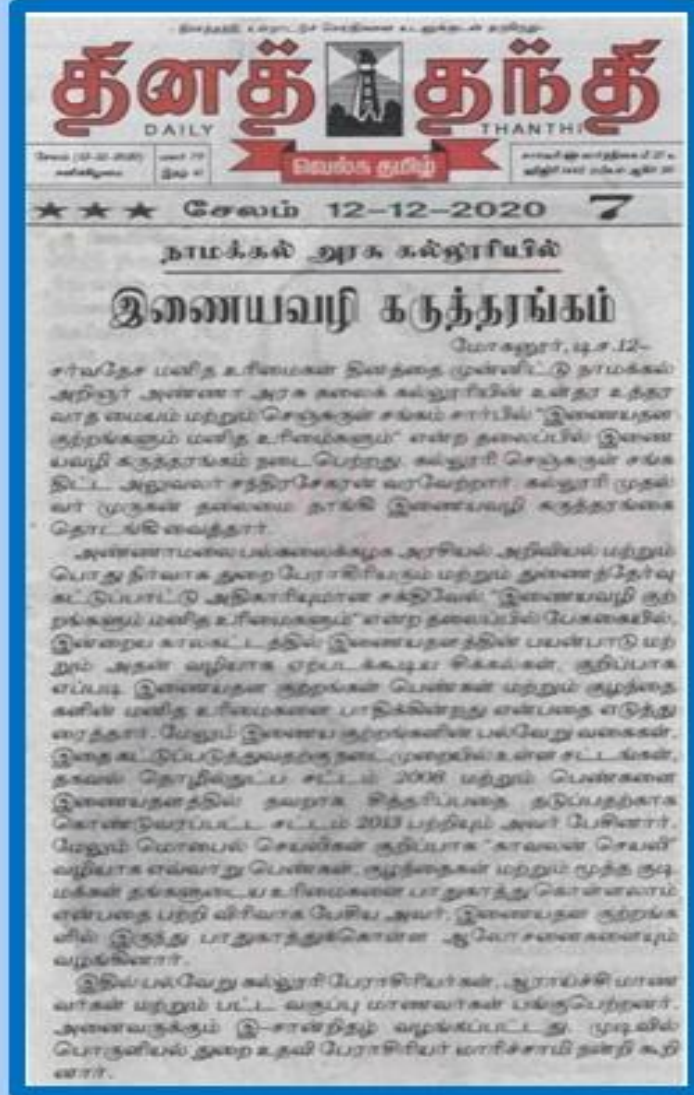 தினத் தந்தி
DAILY THANTHI
வெல்க தமிழ்
★★★ சேலம் 12-12-2020 7
நாமக்கல் அரசு கல்லூரியில்
இணையவழி கருத்தரங்கம்
மோகனூர், டிச.12-
சர்வதேச மனித உரிமைகள் தினத்தை முன்னிட்டு நாமக்கல்
அறிஞர் அண்ணா அரசு கலைக் கல்லூரியின் உள்தர உத்தர
வாத மையம் மற்றும் செஞ்சுருள் சங்கம் சார்பில் "இணையதள
குற்றங்களும் மனித உரிமைகளும்" என்ற தலைப்பில் இணை
யவழி கருத்தரங்கம் நடைபெற்றது. கல்லூரி செஞ்சுருள் சங்க
திட்ட அலுவலர் சந்திரசேகரன் வரவேற்றார். கல்லூரி முதல்
வர் முருகன் தலைமை தாங்கி இணையவழி கருத்தரங்கை
தொடங்கி வைத்தார்.
அண்ணாமலை பல்கலைக்கழக அரசியல் அறிவியல் மற்றும்
பொது நிர்வாக துறை பேராசிரியரும் மற்றும் துணைத்தேர்வு
கட்டுப்பாட்டு அதிகாரியுமான சக்திவேல் "இணையவழி குற்
றங்களும் மனித உரிமைகளும்" என்ற தலைப்பில் பேசுகையில்,
இன்றைய காலகட்டத்தில் இணையதளத்தின் பயன்பாடு மற்
றும் அதன் வழியாக ஏற்படக்கூடிய சிக்கல்கள், குறிப்பாக
எப்படி இணையதள குற்றங்கள் பெண்கள் மற்றும் குழந்தை
களின் மனித உரிமைகளை பாதிக்கின்றது என்பதை எடுத்து
ரைத்தார். மேலும் இணைய குற்றங்களின் பல்வேறு வகைகள்,
இதை கட்டுப்படுத்துவதற்கு நடைமுறையில் உள்ள சட்டங்கள்,
தகவல் தொழில்நுட்ப சட்டம் 2008 மற்றும் பெண்களை
இணையதளத்தில் தவறாக சித்தரிப்பதை தடுப்பதற்காக
கொண்டுவரப்பட்ட சட்டம் 2013 பற்றியும் அவர் பேசினார்.
மேலும் மொபைல் செயலிகள் குறிப்பாக "காவலன் செயலி"
வழியாக எவ்வாறு பெண்கள், குழந்தைகள் மற்றும் மூத்த குடி
மக்கள் தங்களுடைய உரிமைகளை பாதுகாத்து கொள்ளலாம்
என்பதை பற்றி விரிவாக பேசிய அவர், இணையதள குற்றங்க
ளில் இருந்து பாதுகாத்துக்கொள்ள ஆலோசனைகளையும்
வழங்கினார்.
இதில் பல்வேறு கல்லூரி பேராசிரியர்கள், ஆராய்ச்சி மாண
வர்கள் மற்றும் பட்ட வகுப்பு மாணவர்கள் பங்குபெற்றனர்.
அனைவருக்கும் இ-சான்றிதழ் வழங்கப்பட்டது. முடிவில்
பொருளியல் துறை உதவி பேராசிரியர் மாரிச்சாமி நன்றி கூறி
னார்.